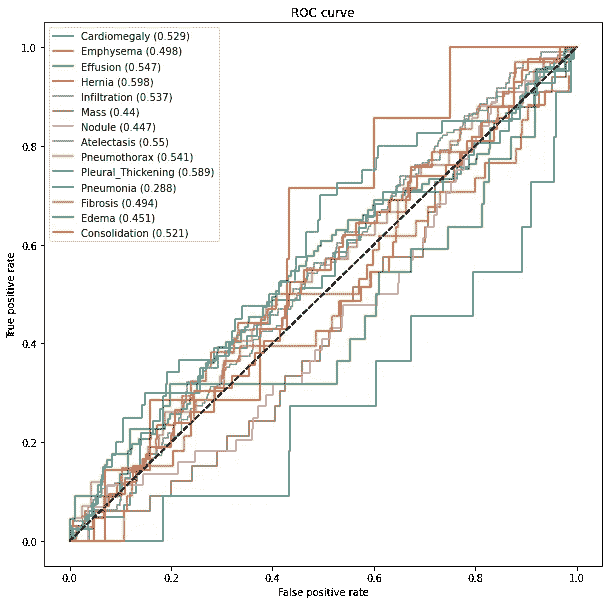 ROC curve
Cardiomegaly (0.529)
Emphysema (0.498)
Effusion (0.547)
Hernia (0.598)
Infiltration (0.537)
Mass (0.44)
Nodule (0.447)
Atelectasis (0.55)
Pneumothorax (0.541)
Pleural_Thickening (0.589)
Pneumonia (0.288)
Fibrosis (0.494)
Edema (0.451)
Consolidation (0.521)
1.0
0.8
0.6
0.4
0.2
0.0
True positive rate
0.0 0.2 0.4 0.6 0.8 1.0
False positive rate